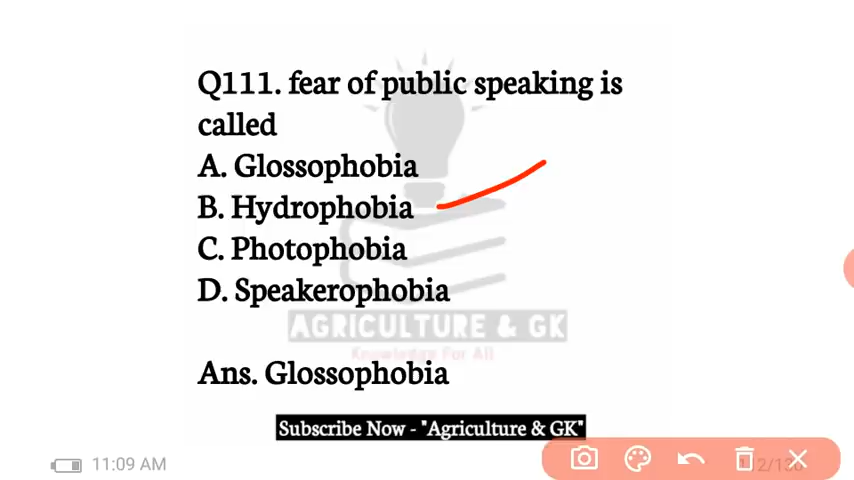 Q111. fear of public speaking is
called
A. Glossophobia
B. Hydrophobia
C. Photophobia
D. Speakerophobia
AGRICULTURE & GK
Knowledge For All
Ans. Glossophobia
Subscribe Now - "Agriculture & GK"
11:09 AM